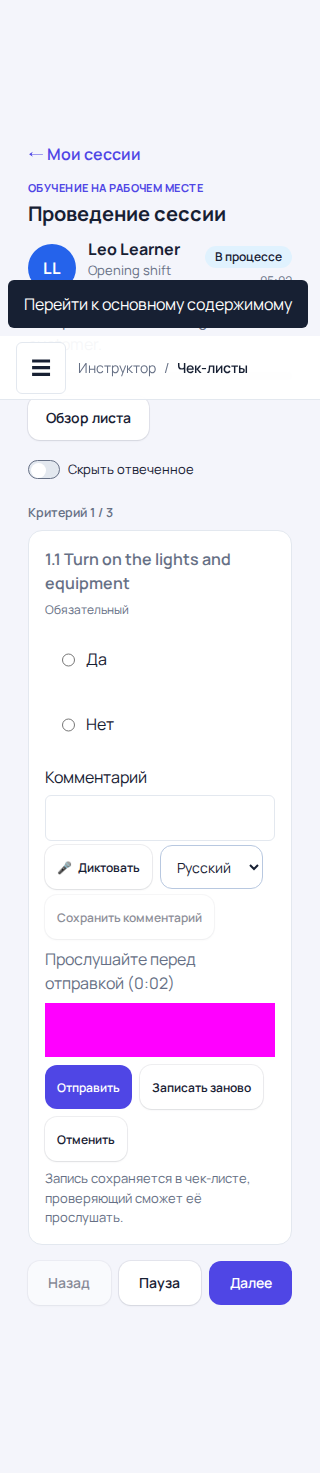 ← Мои сессии
ОБУЧЕНИЕ НА РАБОЧЕМ МЕСТЕ
Проведение сессии
Leo Learner
Opening shift
В процессе
LL
Перейти к основному содержимому
☰
Инструктор / Чек-листы
Обзор листа
Скрыть отвеченное
Критерий 1 / 3
1.1 Turn on the lights and
equipment
Обязательный
Да
Нет
Комментарий
🎤 Диктовать
Русский
Сохранить комментарий
Прослушайте перед
отправкой (0:02)
Отправить
Записать заново
Отменить
Запись сохраняется в чек-листе,
проверяющий сможет её
прослушать.
Назад
Пауза
Далее